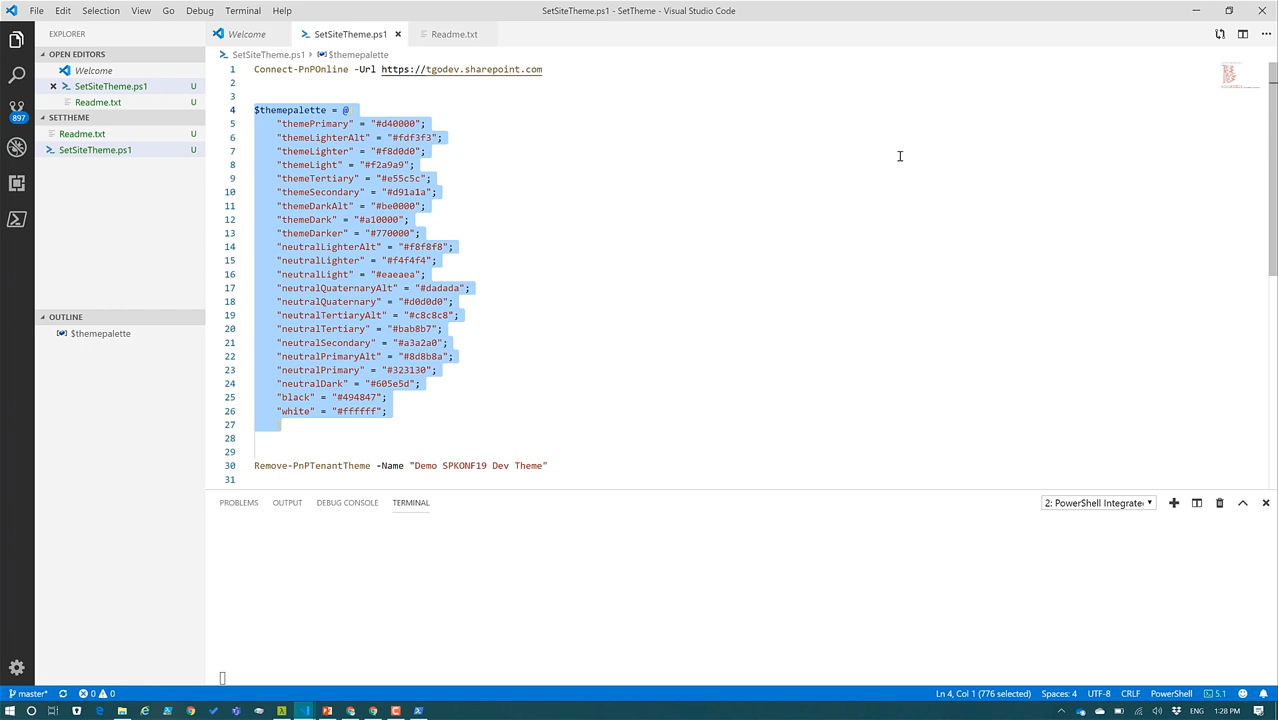 File Edit Selection View Go Debug Terminal Help
SetSiteTheme.ps1 - SetTheme - Visual Studio Code
EXPLORER
OPEN EDITORS
Welcome
SetSiteTheme.ps1 U
Readme.txt U
SETTHEME
Readme.txt U
SetSiteTheme.ps1 U
OUTLINE
$themepalette
897
Welcome
SetSiteTheme.ps1
Readme.txt
SetSiteTheme.ps1 > $themepalette
1 Connect-PnPOnline -Url https://tgodev.sharepoint.com
2
3
4 $themepalette = @
5 "themePrimary" = "#d40000";
6 "themeLighterAlt" = "#fdf3f3";
7 "themeLighter" = "#f8d0d0";
8 "themeLight" = "#f2a9a9";
9 "themeTertiary" = "#e55c5c";
10 "themeSecondary" = "#d91a1a";
11 "themeDarkAlt" = "#be0000";
12 "themeDark" = "#a10000";
13 "themeDarker" = "#770000";
14 "neutralLighterAlt" = "#f8f8f8";
15 "neutralLighter" = "#f4f4f4";
16 "neutralLight" = "#eaeaea";
17 "neutralQuaternaryAlt" = "#dadada";
18 "neutralQuaternary" = "#d0d0d0";
19 "neutralTertiaryAlt" = "#c8c8c8";
20 "neutralTertiary" = "#bab8b7";
21 "neutralSecondary" = "#a3a2a0";
22 "neutralPrimaryAlt" = "#8d8b8a";
23 "neutralPrimary" = "#323130";
24 "neutralDark" = "#605e5d";
25 "black" = "#494847";
26 "white" = "#ffffff";
27
28
29
30 Remove-PnPTenantTheme -Name "Demo SPKONF19 Dev Theme"
31
PROBLEMS OUTPUT DEBUG CONSOLE TERMINAL
2: PowerShell Integrate
master* 0 0
Ln 4, Col 1 (776 selected) Spaces: 4 UTF-8 CRLF PowerShell 5.1
ENG 1:28 PM